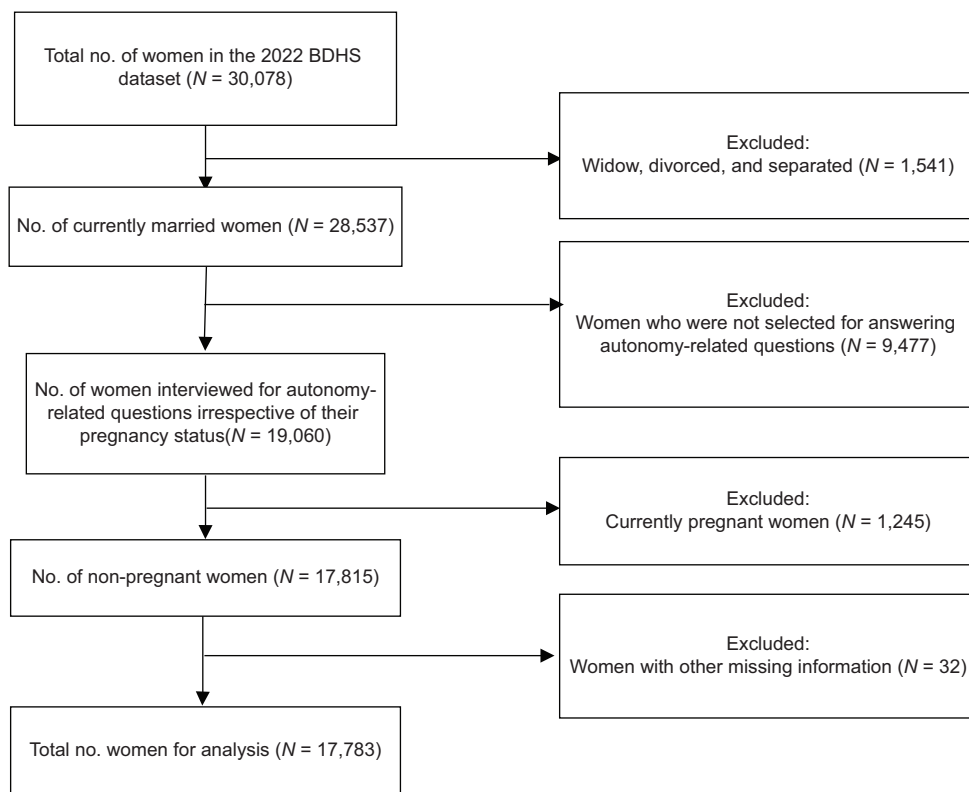 Total no. of women in the 2022 BDHS
dataset (N = 30,078)
Excluded:
Widow, divorced, and separated (N = 1,541)
No. of currently married women (N = 28,537)
Excluded:
Women who were not selected for answering
autonomy-related questions (N = 9,477)
No. of women interviewed for autonomy-
related questions irrespective of their
pregnancy status(N = 19,060)
Excluded:
Currently pregnant women (N = 1,245)
No. of non-pregnant women (N = 17,815)
Excluded:
Women with other missing information (N = 32)
Total no. women for analysis (N = 17,783)